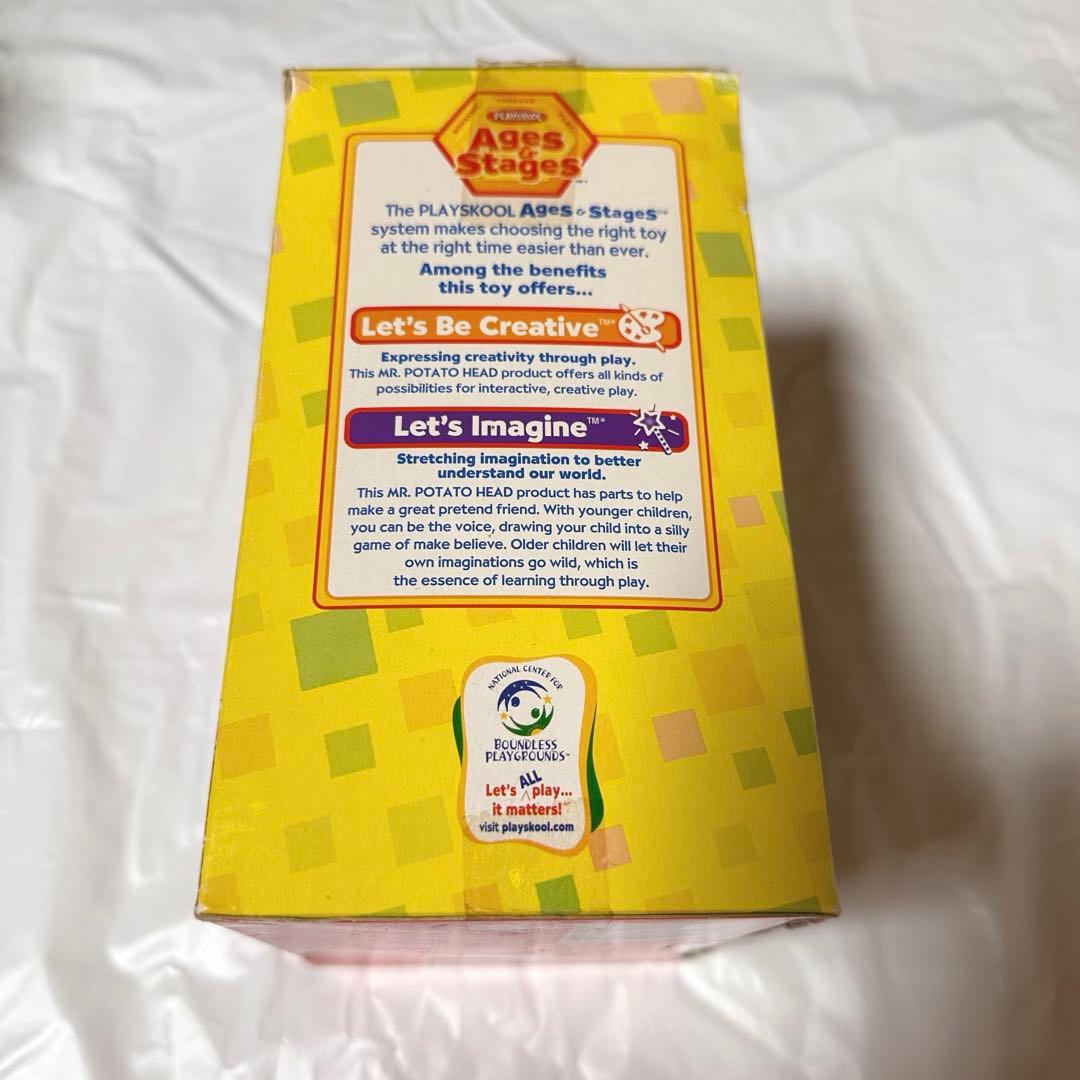 PLAYSKOOL
Ages
&
Stages
The PLAYSKOOL Ages & Stages™*
system makes choosing the right toy
at the right time easier than ever.
Among the benefits
this toy offers...
Let's Be Creative™*
Expressing creativity through play.
This MR. POTATO HEAD product offers all kinds of
possibilities for interactive, creative play.
Let's Imagine™*
Stretching imagination to better
understand our world.
This MR. POTATO HEAD product has parts to help
make a great pretend friend. With younger children,
you can be the voice, drawing your child into a silly
game of make believe. Older children will let their
own imaginations go wild, which is
the essence of learning through play.
NATIONAL CENTER FOR
BOUNDLESS
PLAYGROUNDS
ALL
Let's play...
it matters!
visit playskool.com